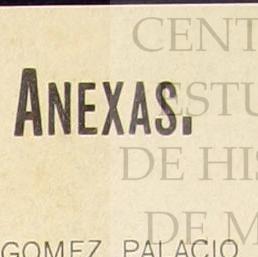 CENT
ANEXAS.
ESTU
DE HIS
DE M
GOMEZ PALACIO